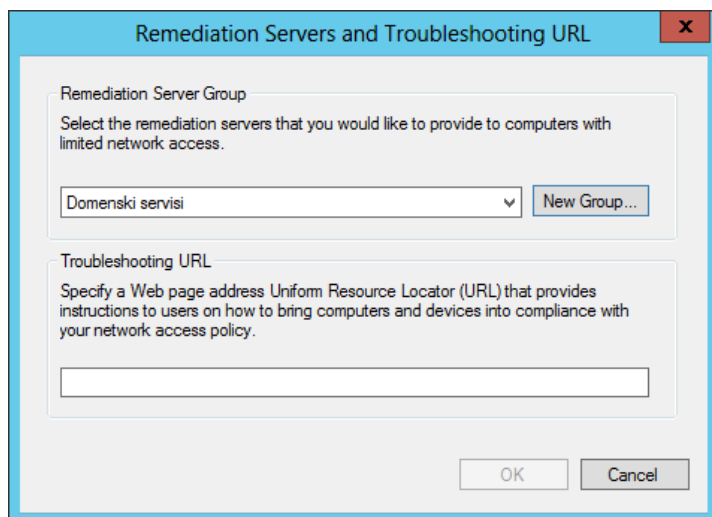 Remediation Servers and Troubleshooting URL
x
Remediation Server Group
Select the remediation servers that you would like to provide to computers with
limited network access.
Domenski servisi
New Group...
Troubleshooting URL
Specify a Web page address Uniform Resource Locator (URL) that provides
instructions to users on how to bring computers and devices into compliance with
your network access policy.
OK
Cancel